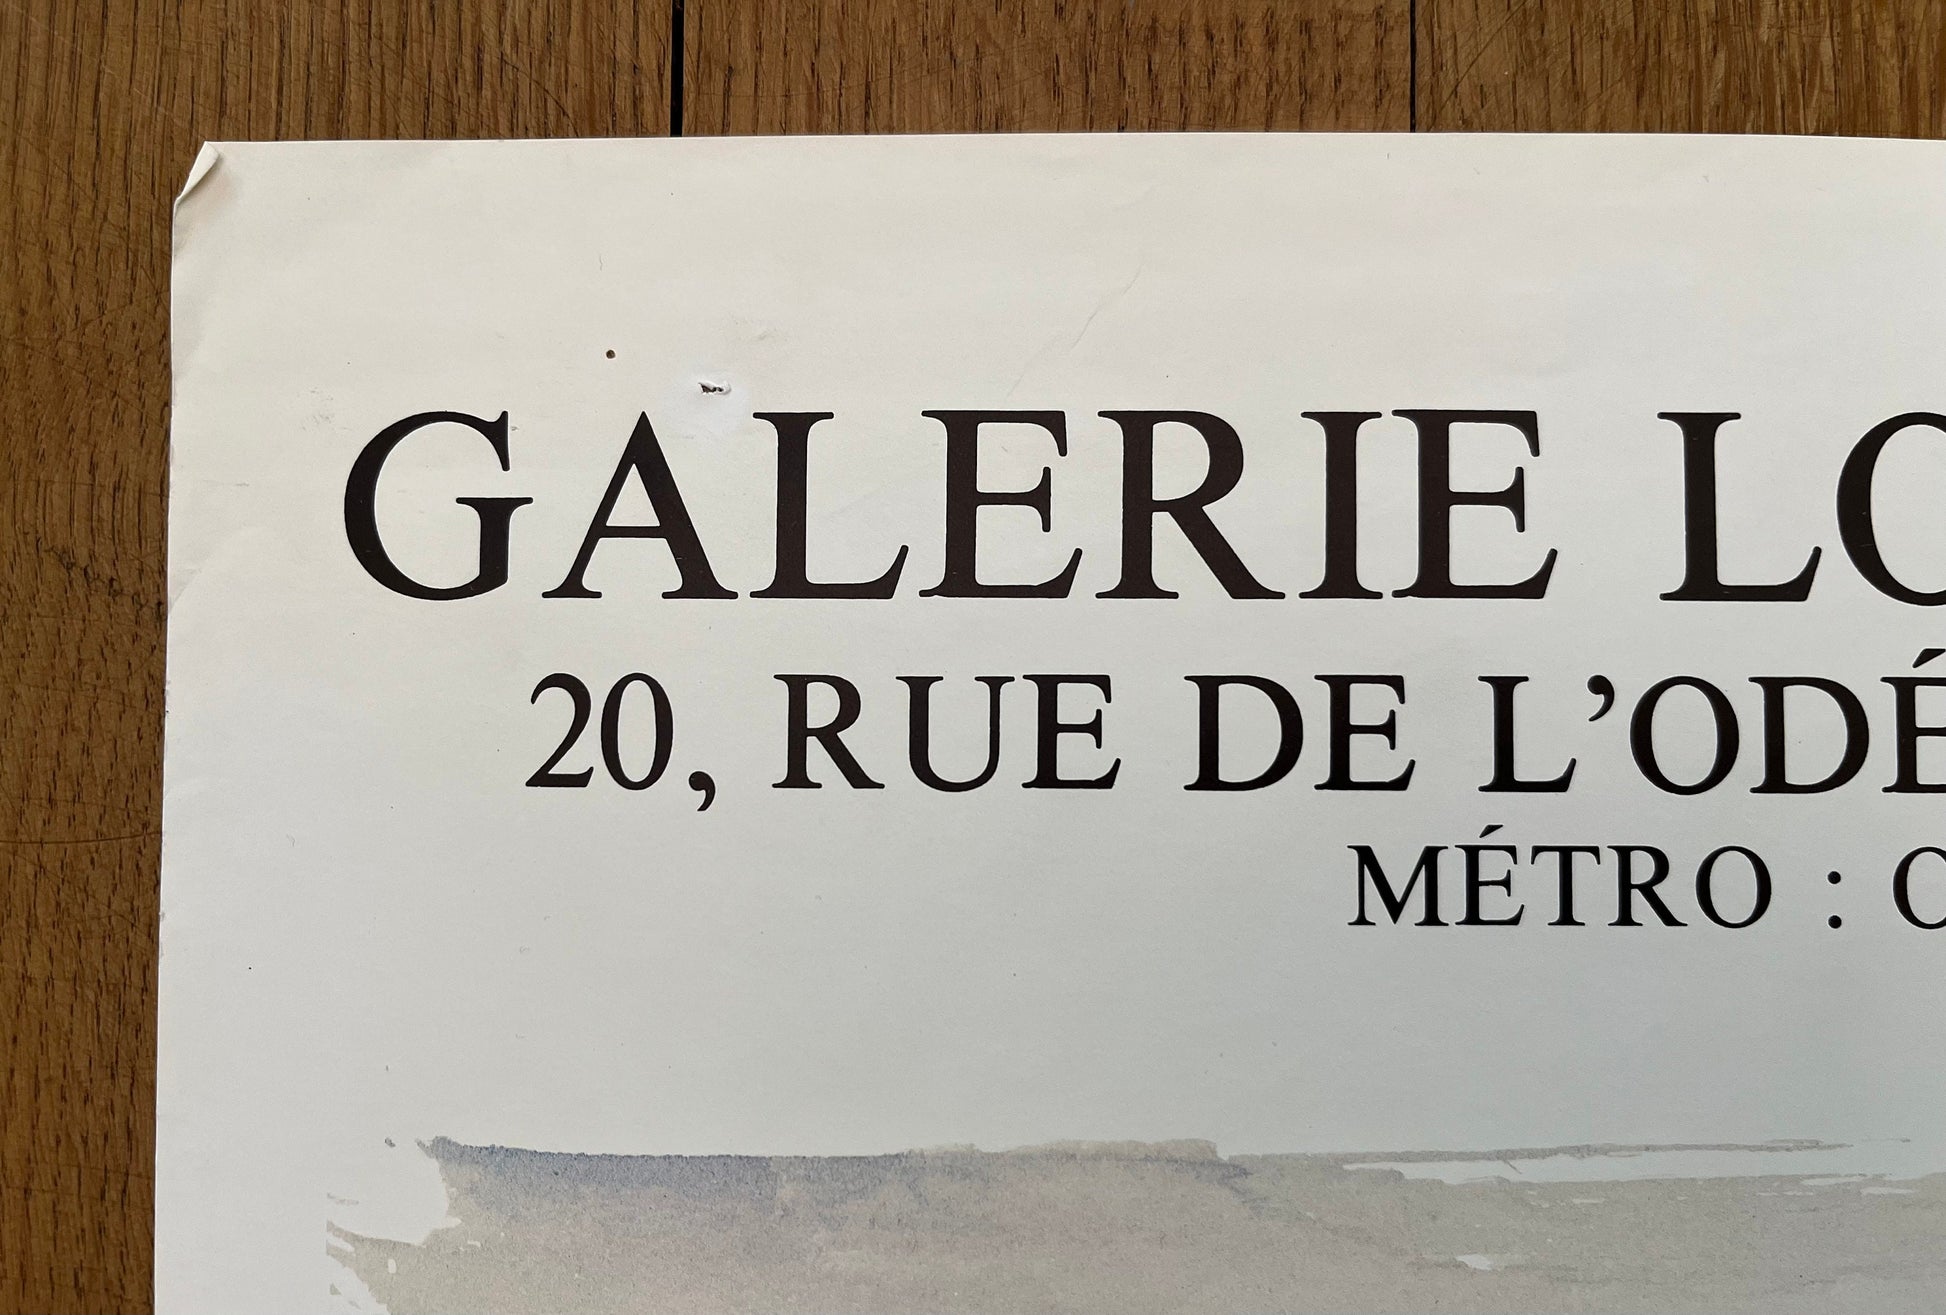 GALERIE LO
20, RUE DE L’ODÉ
MÉTRO : O